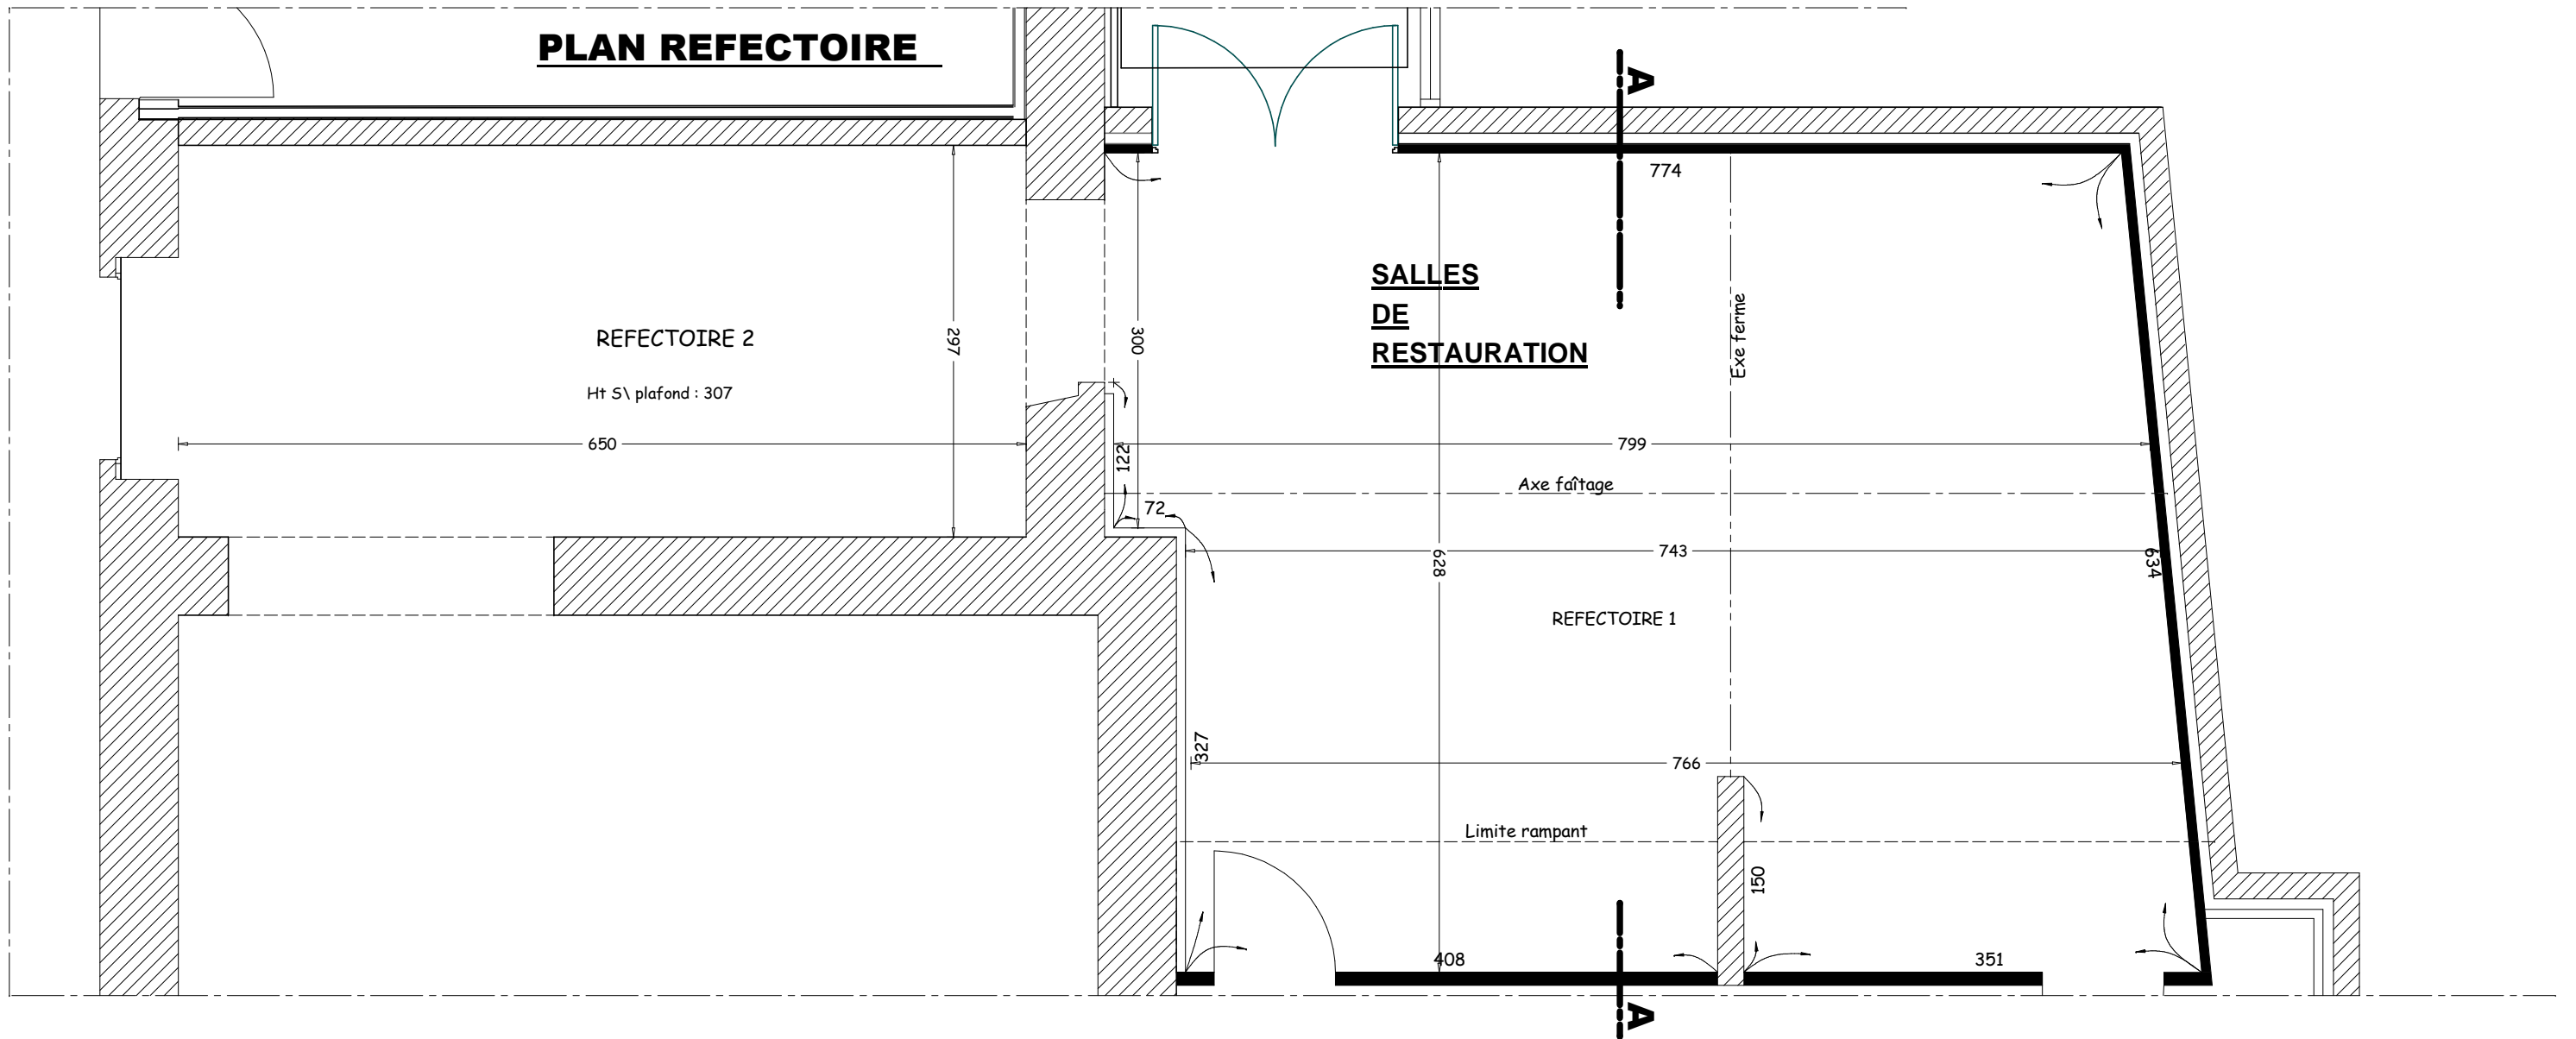 PLAN REFECTOIRE
A
774
SALLES
DE
RESTAURATION
Exe ferme
REFECTOIRE 2
297
300
Ht S\ plafond : 307
650
799
122
Axe faîtage
72
743
628
634
REFECTOIRE 1
327
766
Limite rampant
150
408
351
A